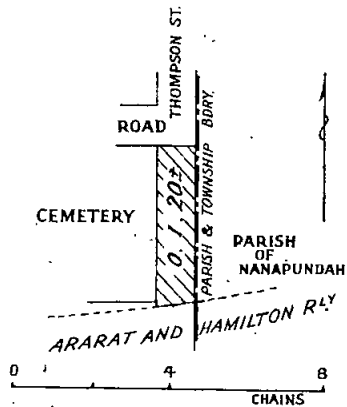 THOMPSON ST.
ROAD
PARISH & TOWNSHIP BDRY.
0. 1. 20±
CEMETERY
PARISH
OF
NANAPUNDAH
ARARAT AND HAMILTON RLY
0 4 8
CHAINS